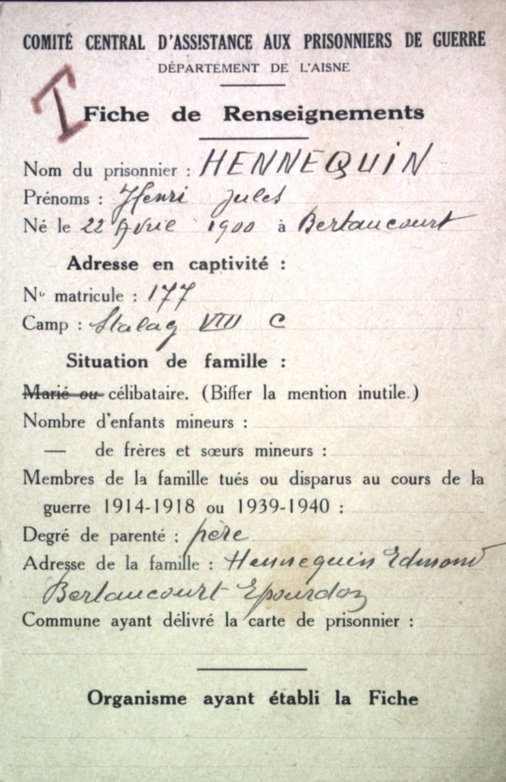 COMITÉ CENTRAL D'ASSISTANCE AUX PRISONNIERS DE GUERRE
DÉPARTEMENT DE L'AISNE
I
Fiche de Renseignements
Nom du prisonnier : HENNEQUIN
Prénoms : Henri Jules
Né le 22 Avril 1900 à Bertaucourt
Adresse en captivité :
N° matricule : 177
Camp : Stalag VIII C
Situation de famille :
Marié ou célibataire. (Biffer la mention inutile.)
Nombre d'enfants mineurs :
— de frères et sœurs mineurs :
Membres de la famille tués ou disparus au cours de la
guerre 1914-1918 ou 1939-1940 :
Degré de parenté : père
Adresse de la famille : Hennequin Edmond
Bertaucourt Epourdon
Commune ayant délivré la carte de prisonnier :
Organisme ayant établi la Fiche